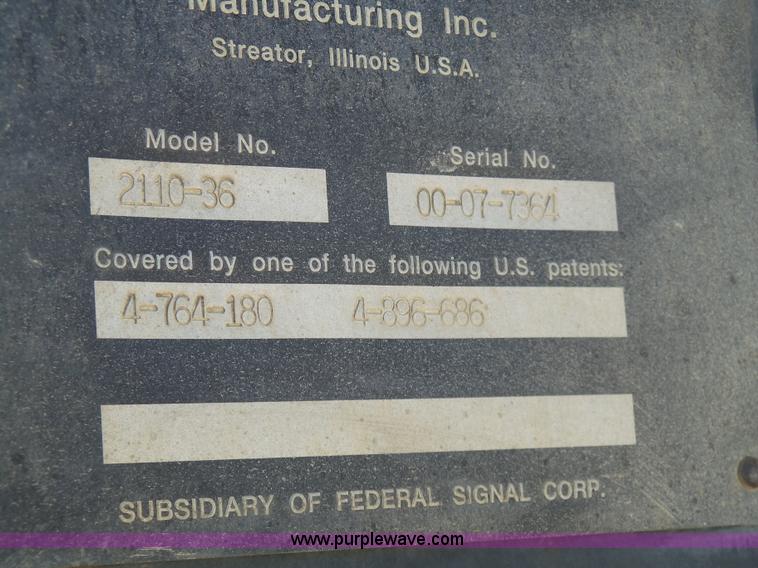 Manufacturing Inc.
Streator, Illinois U.S.A.
Model No. Serial No.
2110-36 00-07-7364
Covered by one of the following U.S. patents:
4-764-180 4-896-686
SUBSIDIARY OF FEDERAL SIGNAL CORP.
www.purplewave.com